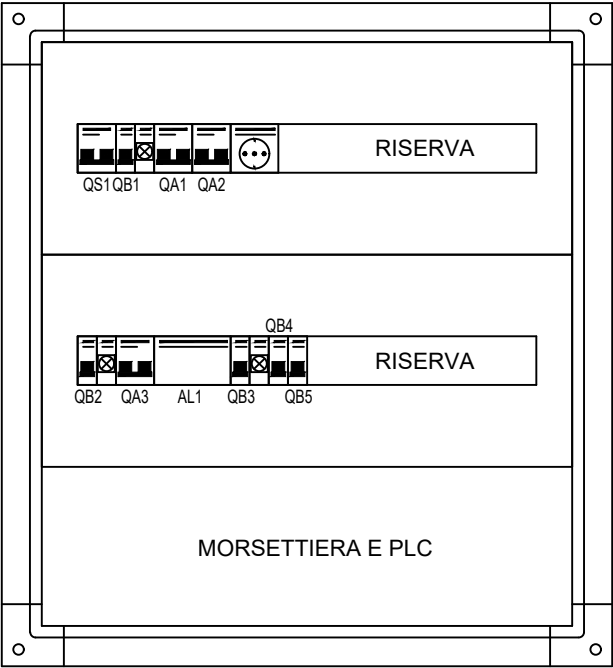 RISERVA
QS1 QB1 QA1 QA2
QB4
RISERVA
QB2 QA3 AL1 QB3 QB5
MORSETTIERA E PLC